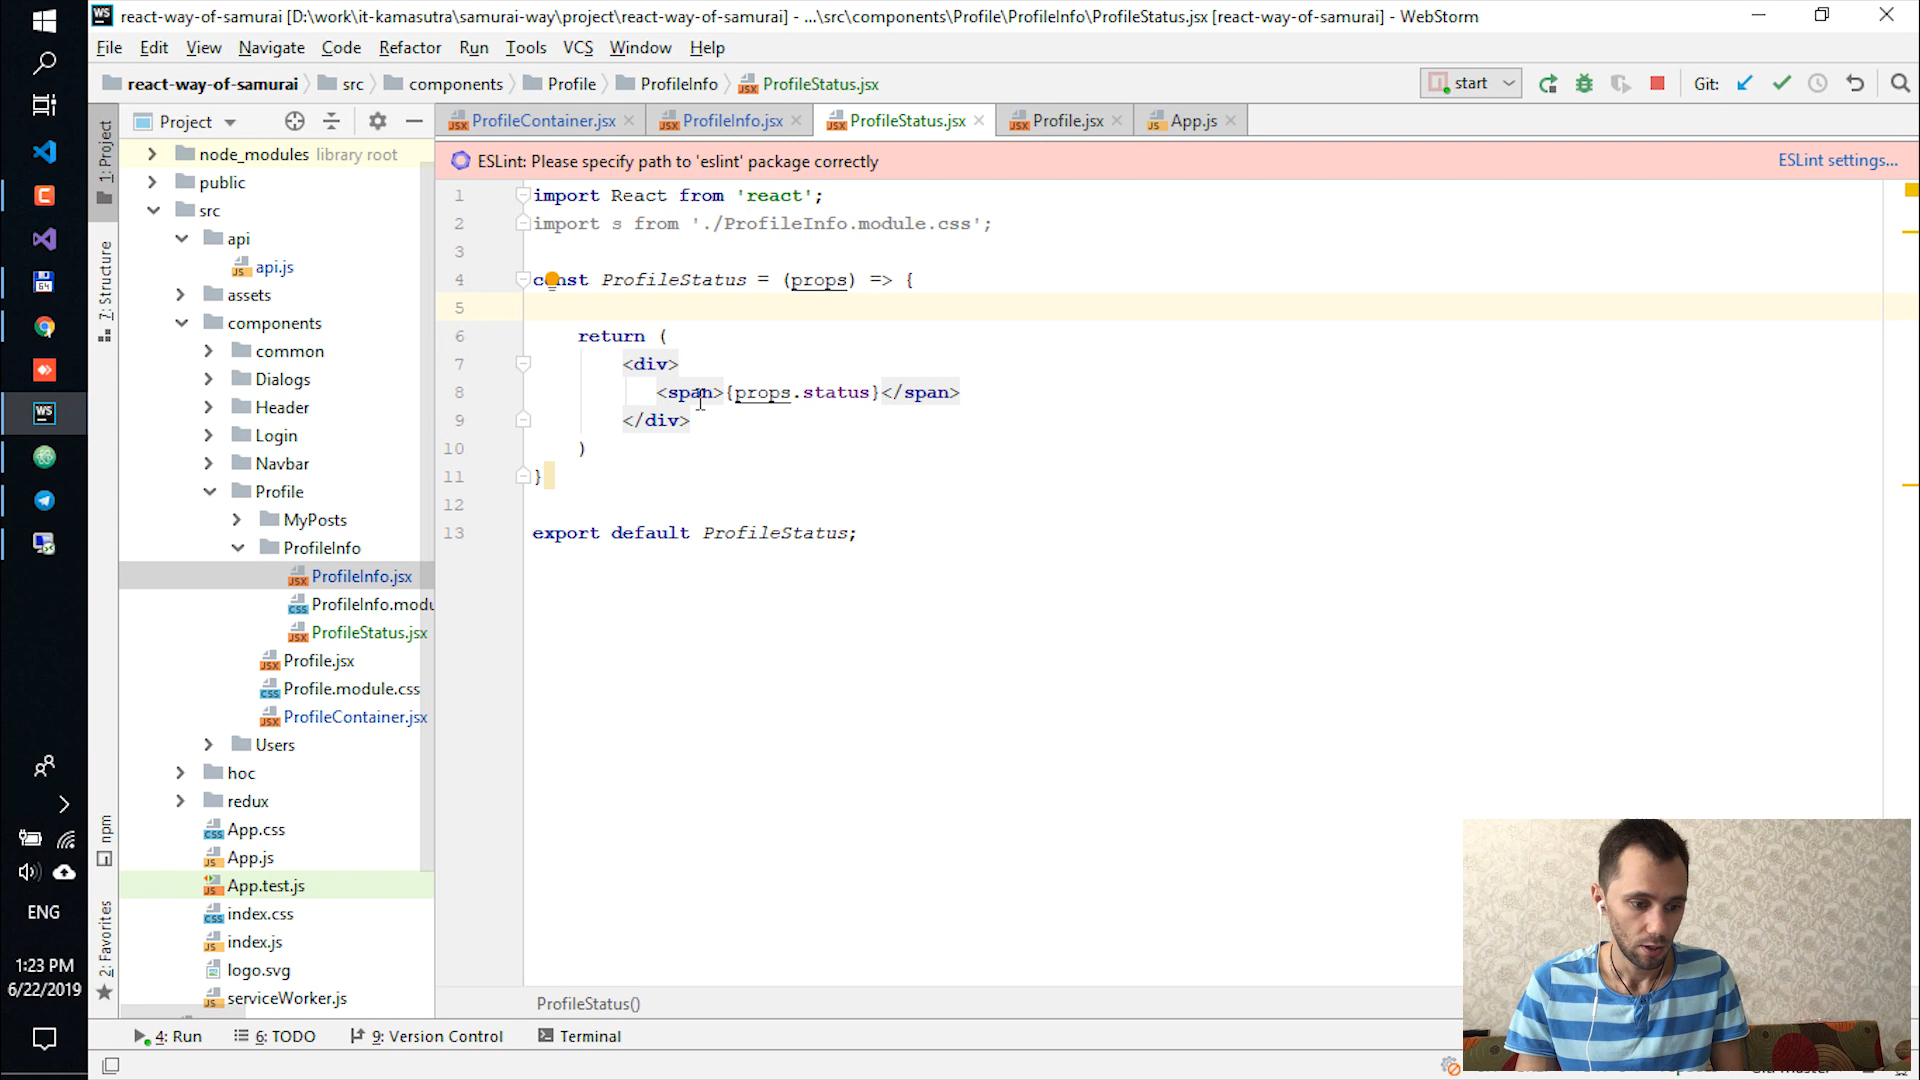 react-way-of-samurai [D:\work\it-kamasutra\samurai-way\project\react-way-of-samurai] - ...\src\components\Profile\ProfileInfo\ProfileStatus.jsx [react-way-of-samurai] - WebStorm
File Edit View Navigate Code Refactor Run Tools VCS Window Help
react-way-of-samurai src components Profile ProfileInfo ProfileStatus.jsx start Git:
1: Project
7: Structure
npm
2: Favorites
Project
ProfileContainer.jsx ProfileInfo.jsx ProfileStatus.jsx Profile.jsx App.js
ESLint: Please specify path to 'eslint' package correctly ESLint settings...
node_modules library root
public
src
api
api.js
assets
components
common
Dialogs
Header
Login
Navbar
Profile
MyPosts
ProfileInfo
ProfileInfo.jsx
ProfileInfo.modu
ProfileStatus.jsx
Profile.jsx
Profile.module.css
ProfileContainer.jsx
Users
hoc
redux
App.css
App.js
App.test.js
index.css
index.js
logo.svg
serviceWorker.js
1 import React from 'react';
2 import s from './ProfileInfo.module.css';
3
4 const ProfileStatus = (props) => {
5
6 return (
7 <div>
8 <span>{props.status}</span>
9 </div>
10 )
11 }
12
13 export default ProfileStatus;
ProfileStatus()
4: Run 6: TODO 9: Version Control Terminal
WS
64
ENG
1:23 PM
6/22/2019